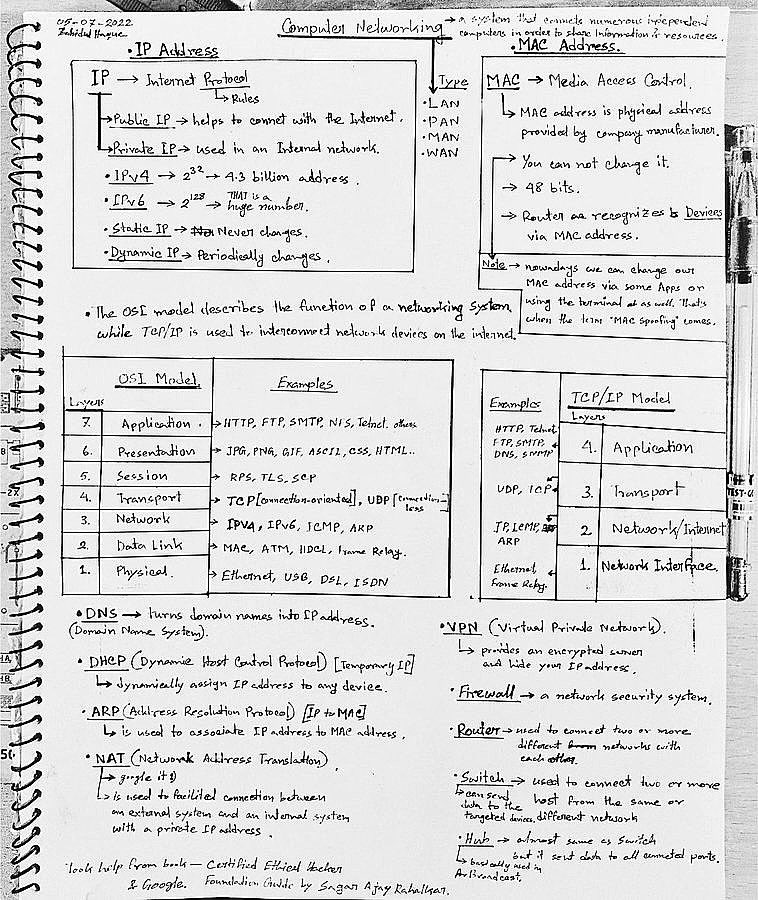 05-07-2022
Zahidul Haque
Computer Networking → a system that connets numerous independent
computers in order to share Information & resources.
Type
• LAN
• PAN
• MAN
• WAN
• IP Address
IP → Internet Protocol
↳ Rules
→ Public IP → helps to connet with the Internet.
→ Private IP → used in an Internal network.
• IPv4 → 2^32 → 4.3 billion address.
• IPv6 → 2^128 → THAT is a huge number.
• Static IP → Never changes.
• Dynamic IP → Periodically changes.
• MAC Address.
MAC → Media Access Control.
↳ MAC address is physical address
provided by company manufacturer.
→ You can not change it.
→ 48 bits.
→ Router recognizes Devices
via MAC address.
Note → nowadays we can change our
MAC address via some Apps or
using the terminal as well. That's
when the term "MAC spoofing" comes.
• The OSI model describes the function of a networking system
while TCP/IP is used to interconnect network devices on the internet.
OSI Model Examples
Layers
7. Application. → HTTP, FTP, SMTP, NFS, Telnet. others
6. Presentation → JPG, PNG, GIF, ASCII, CSS, HTML..
5. Session → RPS, TLS, SCP
4. Transport → TCP [connection-oriented], UDP [connection-less
3. Network → IPV4, IPv6, ICMP, ARP
2. Data Link → MAC, ATM, HDCL, Frame Relay.
1. Physical. → Ethernet, USB, DSL, ISDN
Examples TCP/IP Model
Layers
HTTP, Telnet
FTP, SMTP,
DNS, SNMP
4. Application
UDP, TCP
3. Transport
IP, ICMP,
ARP
2 Network/Internet
Ethernet,
Frame Relay.
1. Network Interface.
• DNS → turns domain names into IP address.
(Domain Name System).
• DHCP (Dynamic Host Control Protocol) [Temporary IP]
↳ dynamically assign IP address to any device.
• ARP (Address Resolution Protocol) [IP to MAC]
↳ is used to associate IP address to MAC address.
• NAT (Network Address Translation).
→ google it :)
↳ is used to facilited connection between
an external system and an internal system
with a private IP address.
• VPN (Virtual Private Network).
↳ provides an encrypted server
and hide your IP address.
• Firewall → a network security system.
• Router → used to connect two or more
different networks with
each other.
• Switch → used to connect two or more
host from the same or
different network
↳ can send
data to the
targeted devices.
• Hub → almost same as Switch
but it sent data to all conneted ports.
↳ basically used in
Broadcast.
Took help from book — Certified Ethical Hacker
& Google. Foundation Guide by Sagar Ajay Rahalkar.